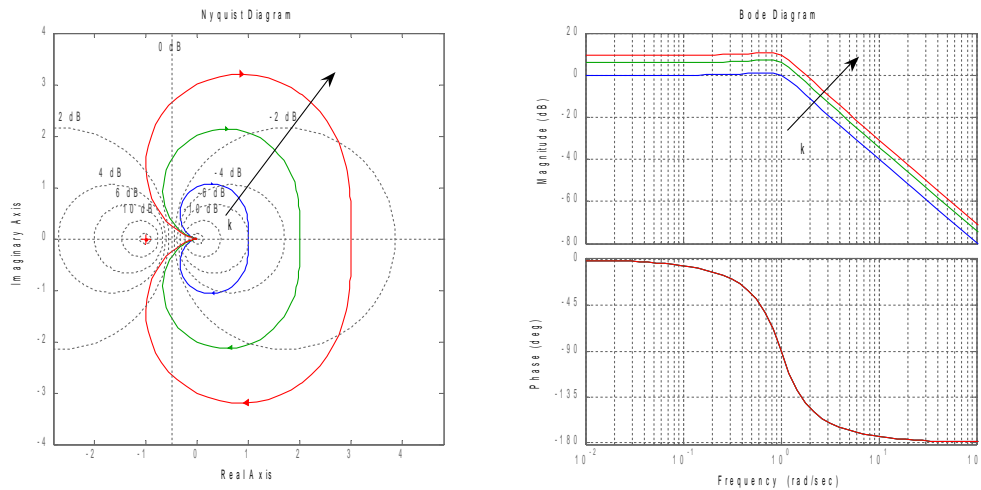 Nyquist Diagram
4
3
2
1
0
-1
-2
-3
-4
Imaginary Axis
0 dB
2 dB
-2 dB
4 dB
-4 dB
6 dB
-6 dB
10 dB
-10 dB
k
-2
-1
0
1
2
3
4
Real Axis
Bode Diagram
20
0
-20
-40
-60
-80
Magnitude (dB)
k
0
-45
-90
-135
-180
Phase (deg)
10^-2
10^-1
10^0
10^1
Frequency (rad/sec)